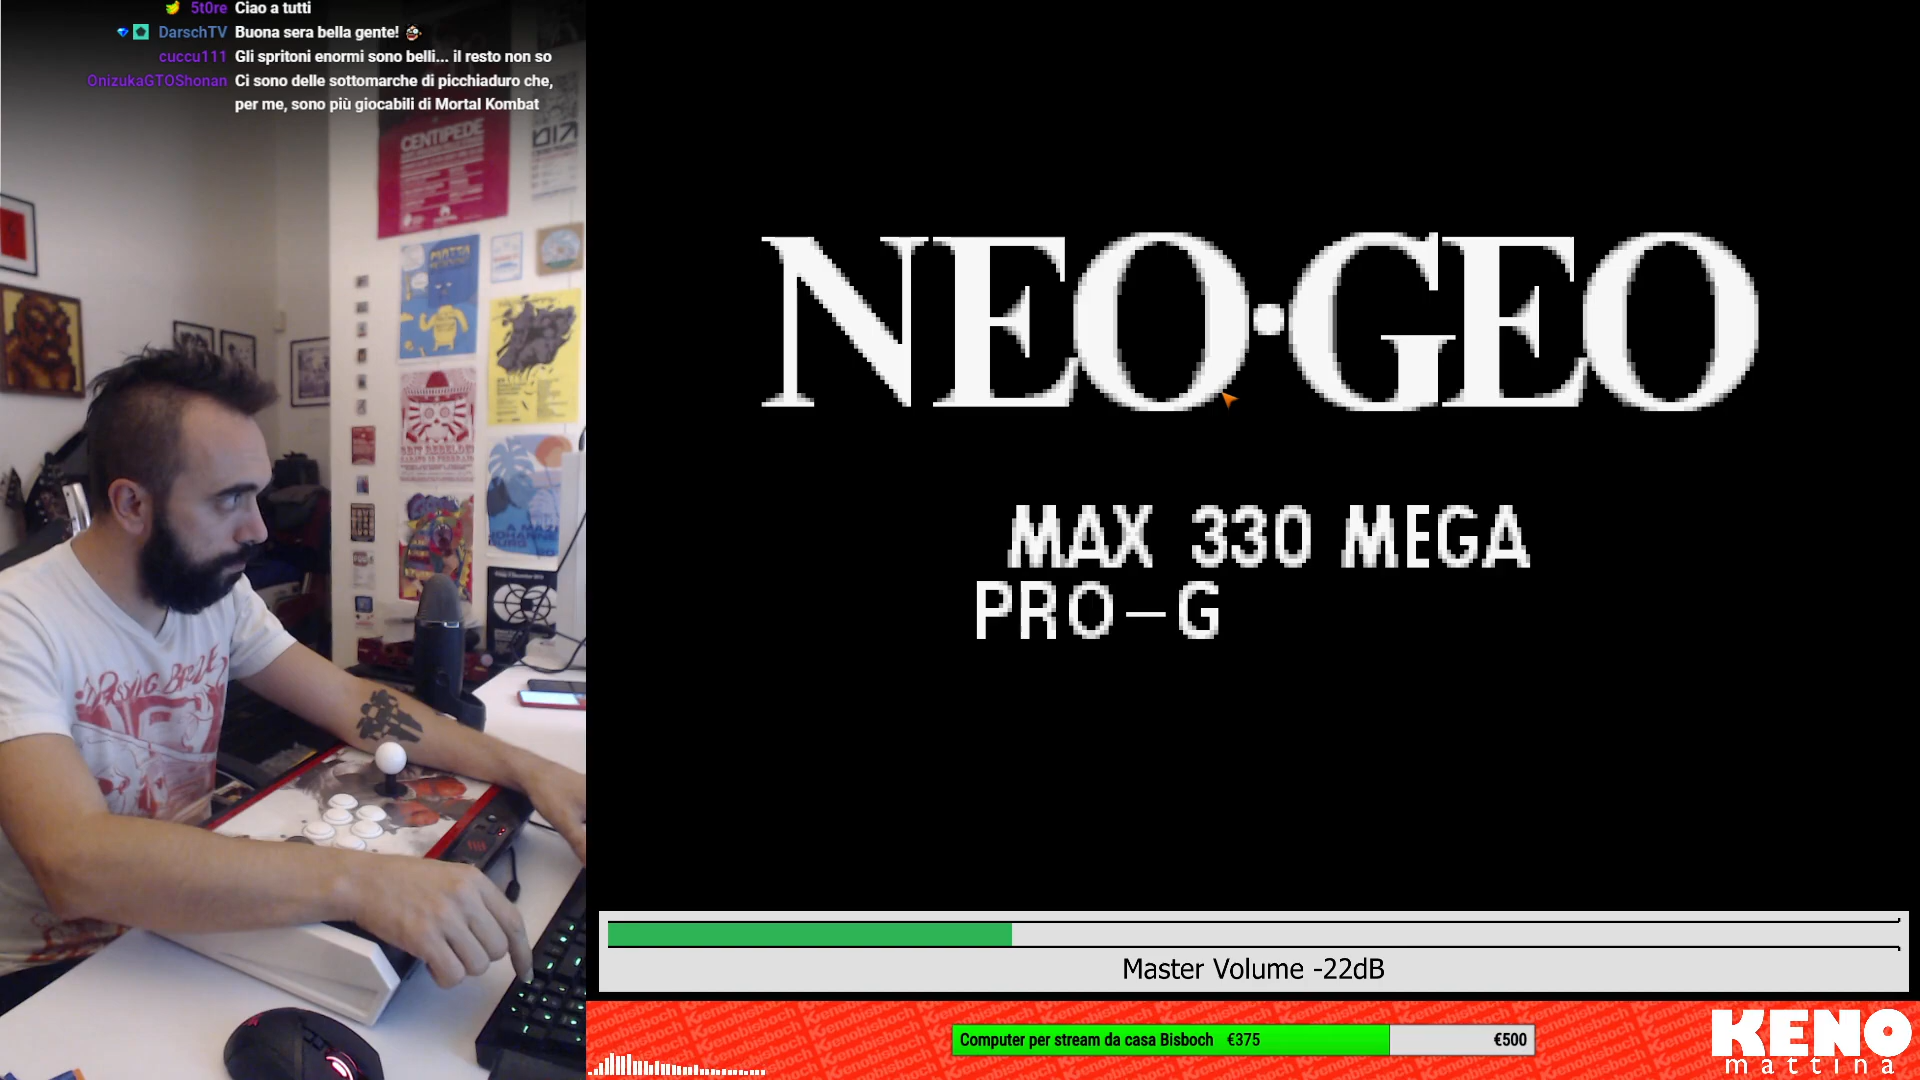 5t0re Ciao a tutti
DarschTV Buona sera bella gente!
cuccu111 Gli spritoni enormi sono belli... il resto non so
OnizukaGTOShonan Ci sono delle sottomarche di picchiaduro che,
per me, sono più giocabili di Mortal Kombat
CENTIPEDE
NEO·GEO
MAX 330 MEGA
PRO-G
Master Volume -22dB
Computer per stream da casa Bisboch €375 €500
KENO
mattina